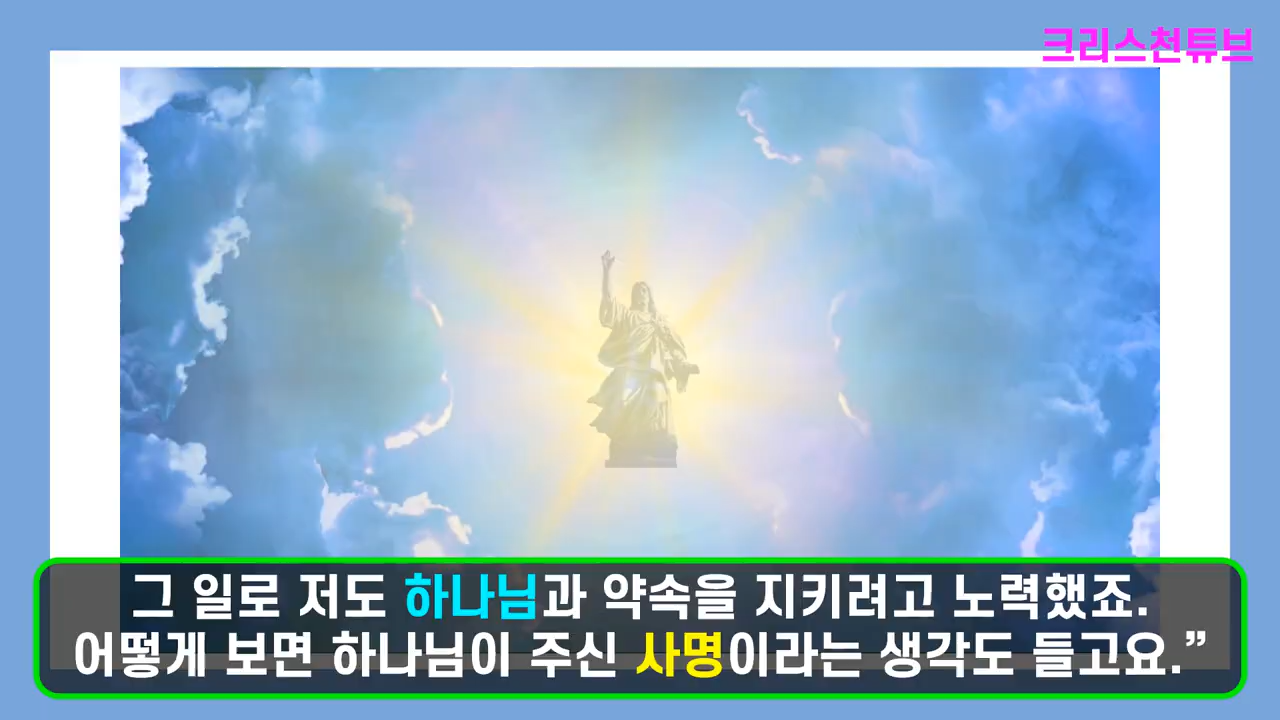 크리스천튜브
그 일로 저도 하나님과 약속을 지키려고 노력했죠.
어떻게 보면 하나님이 주신 사명이라는 생각도 들고요.”